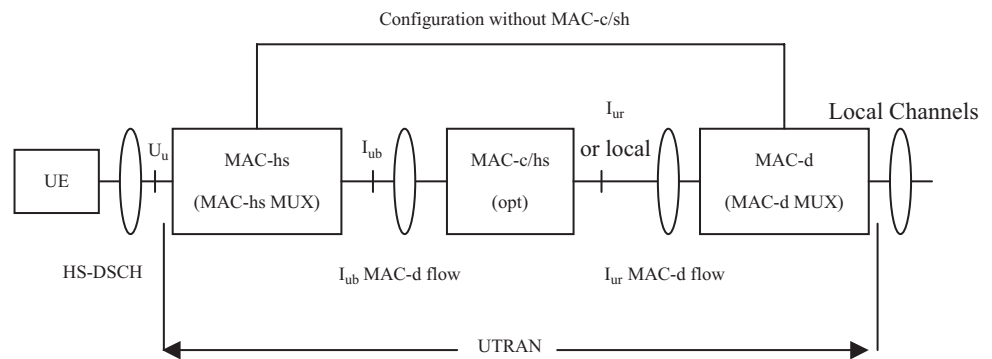 Configuration without MAC-c/sh
Iur
or local
Local Channels
UE
Uu
MAC-hs
(MAC-hs MUX)
Iub
MAC-c/hs
(opt)
MAC-d
(MAC-d MUX)
HS-DSCH
Iub MAC-d flow
Iur MAC-d flow
UTRAN